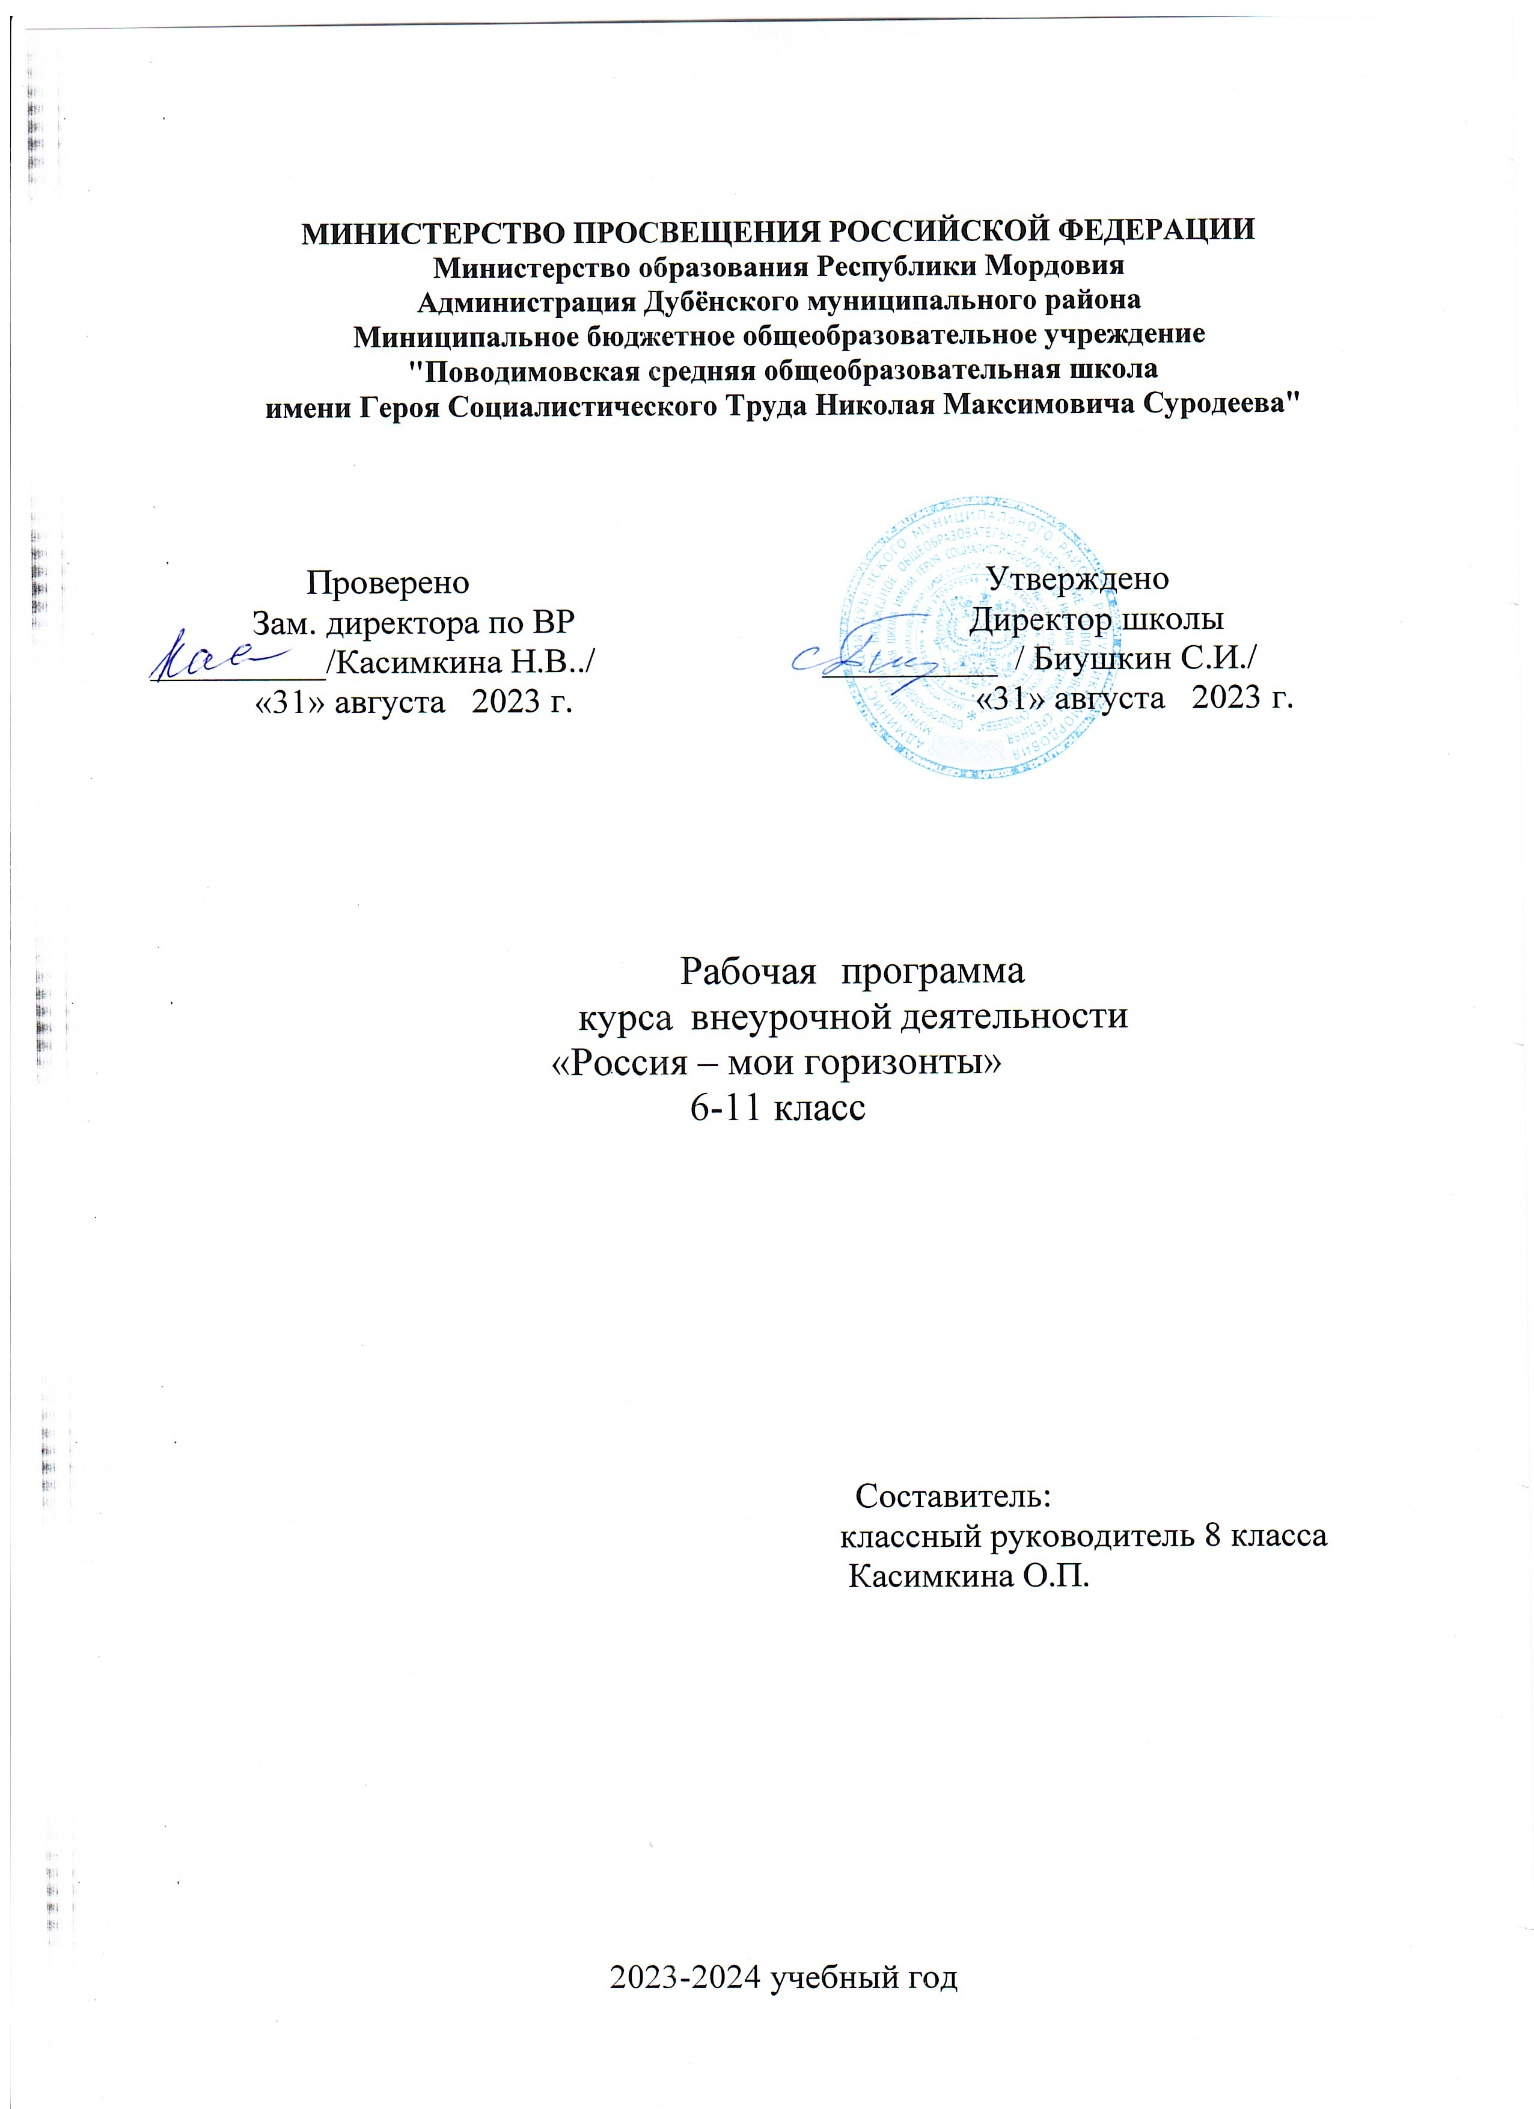 МИНИСТЕРСТВО ПРОСВЕЩЕНИЯ РОССИЙСКОЙ ФЕДЕРАЦИИ
Министерство образования Республики Мордовия
Администрация Дубёнского муниципального района
Муниципальное бюджетное общеобразовательное учреждение
"Поводимовская средняя общеобразовательная школа
имени Героя Социалистического Труда Николая Максимовича Суродеева"
Проверено
Зам. директора по ВР
/Касимкина Н.В../
«31» августа 2023 г.
Утверждено
Директор школы
/ Биушкин С.И./
«31» августа 2023 г.
Рабочая программа
курса внеурочной деятельности
«Россия – мои горизонты»
6-11 класс
Составитель:
классный руководитель 8 класса
Касимкина О.П.
2023-2024 учебный год